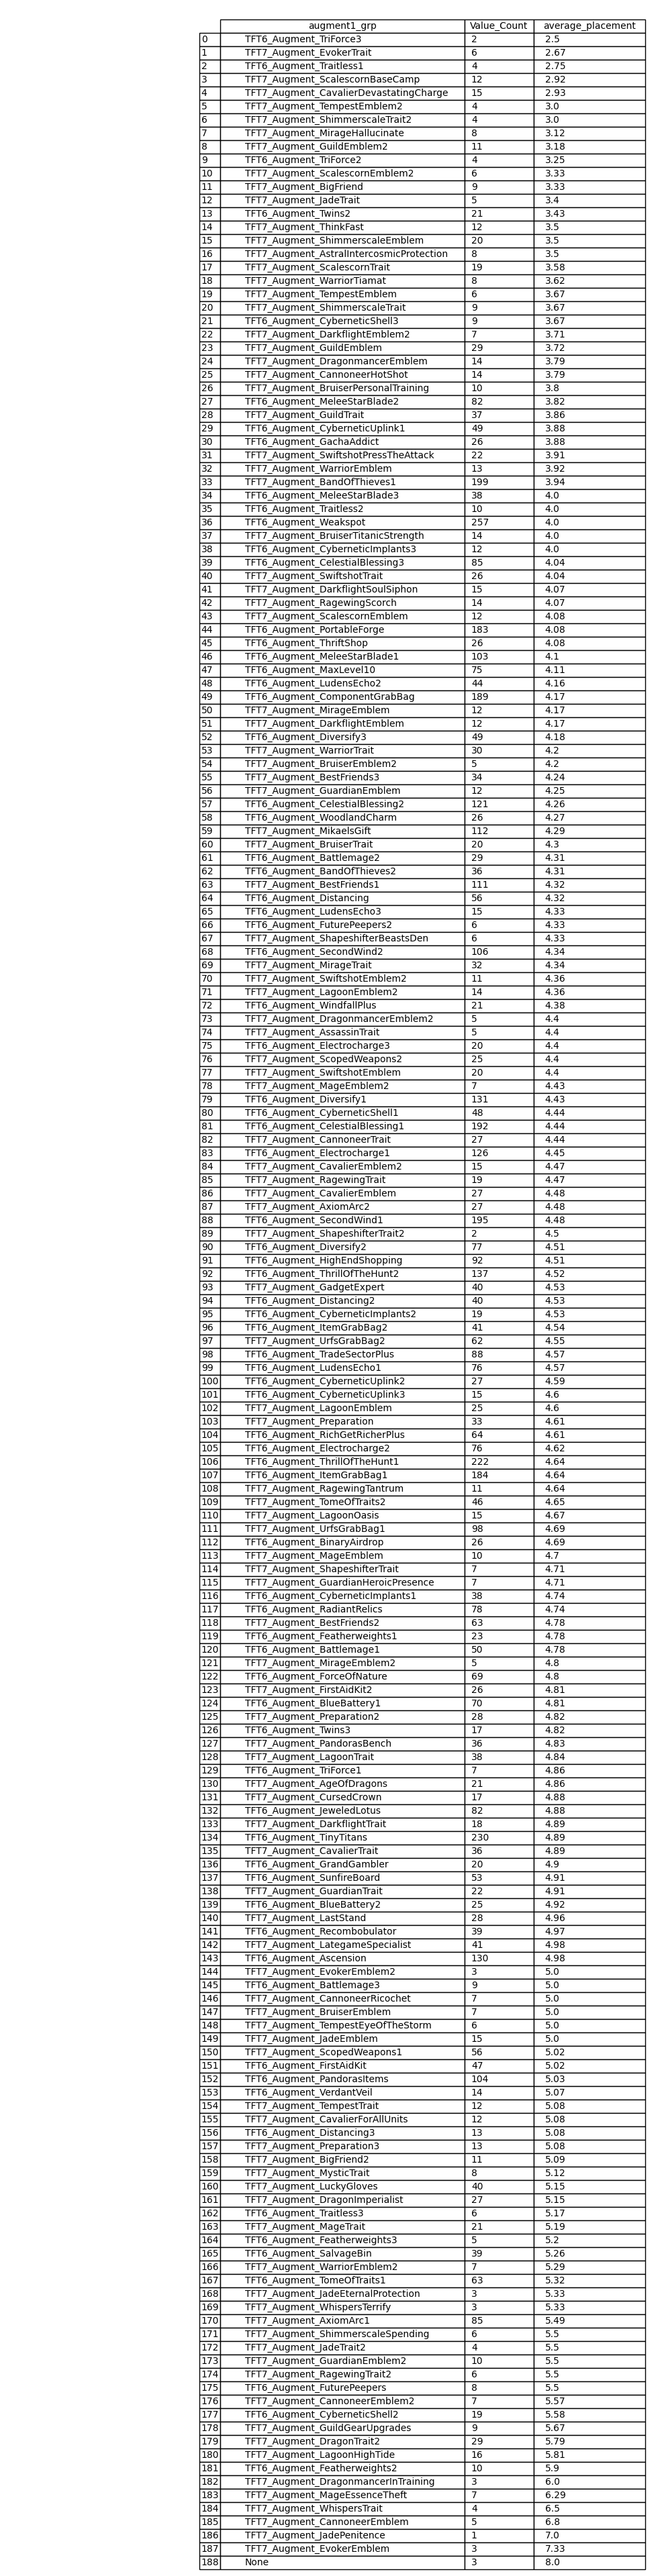 augment1_grp Value_Count average_placement
0 TFT6_Augment_TriForce3 2 2.5
1 TFT7_Augment_EvokerTrait 6 2.67
2 TFT6_Augment_Traitless1 4 2.75
3 TFT7_Augment_ScalescornBaseCamp 12 2.92
4 TFT7_Augment_CavalierDevastatingCharge 15 2.93
5 TFT7_Augment_TempestEmblem2 4 3.0
6 TFT7_Augment_ShimmerscaleTrait2 4 3.0
7 TFT7_Augment_MirageHallucinate 8 3.12
8 TFT7_Augment_GuildEmblem2 11 3.18
9 TFT6_Augment_TriForce2 4 3.25
10 TFT7_Augment_ScalescornEmblem2 6 3.33
11 TFT7_Augment_BigFriend 9 3.33
12 TFT7_Augment_JadeTrait 5 3.4
13 TFT6_Augment_Twins2 21 3.43
14 TFT7_Augment_ThinkFast 12 3.5
15 TFT7_Augment_ShimmerscaleEmblem 20 3.5
16 TFT7_Augment_AstralIntercosmicProtection 8 3.5
17 TFT7_Augment_ScalescornTrait 19 3.58
18 TFT7_Augment_WarriorTiamat 8 3.62
19 TFT7_Augment_TempestEmblem 6 3.67
20 TFT7_Augment_ShimmerscaleTrait 9 3.67
21 TFT6_Augment_CyberneticShell3 9 3.67
22 TFT7_Augment_DarkflightEmblem2 7 3.71
23 TFT7_Augment_GuildEmblem 29 3.72
24 TFT7_Augment_DragonmancerEmblem 14 3.79
25 TFT7_Augment_CannoneerHotShot 14 3.79
26 TFT7_Augment_BruiserPersonalTraining 10 3.8
27 TFT6_Augment_MeleeStarBlade2 82 3.82
28 TFT7_Augment_GuildTrait 37 3.86
29 TFT6_Augment_CyberneticUplink1 49 3.88
30 TFT6_Augment_GachaAddict 26 3.88
31 TFT7_Augment_SwiftshotPressTheAttack 22 3.91
32 TFT7_Augment_WarriorEmblem 13 3.92
33 TFT7_Augment_BandOfThieves1 199 3.94
34 TFT6_Augment_MeleeStarBlade3 38 4.0
35 TFT6_Augment_Traitless2 10 4.0
36 TFT6_Augment_Weakspot 257 4.0
37 TFT7_Augment_BruiserTitanicStrength 14 4.0
38 TFT6_Augment_CyberneticImplants3 12 4.0
39 TFT6_Augment_CelestialBlessing3 85 4.04
40 TFT7_Augment_SwiftshotTrait 26 4.04
41 TFT7_Augment_DarkflightSoulSiphon 15 4.07
42 TFT7_Augment_RagewingScorch 14 4.07
43 TFT7_Augment_ScalescornEmblem 12 4.08
44 TFT6_Augment_PortableForge 183 4.08
45 TFT6_Augment_ThriftShop 26 4.08
46 TFT6_Augment_MeleeStarBlade1 103 4.1
47 TFT6_Augment_MaxLevel10 75 4.11
48 TFT6_Augment_LudensEcho2 44 4.16
49 TFT6_Augment_ComponentGrabBag 189 4.17
50 TFT7_Augment_MirageEmblem 12 4.17
51 TFT7_Augment_DarkflightEmblem 12 4.17
52 TFT6_Augment_Diversify3 49 4.18
53 TFT7_Augment_WarriorTrait 30 4.2
54 TFT7_Augment_BruiserEmblem2 5 4.2
55 TFT7_Augment_BestFriends3 34 4.24
56 TFT7_Augment_GuardianEmblem 12 4.25
57 TFT6_Augment_CelestialBlessing2 121 4.26
58 TFT6_Augment_WoodlandCharm 26 4.27
59 TFT7_Augment_MikaelsGift 112 4.29
60 TFT7_Augment_BruiserTrait 20 4.3
61 TFT6_Augment_Battlemage2 29 4.31
62 TFT6_Augment_BandOfThieves2 36 4.31
63 TFT7_Augment_BestFriends1 111 4.32
64 TFT6_Augment_Distancing 56 4.32
65 TFT6_Augment_LudensEcho3 15 4.33
66 TFT7_Augment_FuturePeepers2 6 4.33
67 TFT7_Augment_ShapeshifterBeastsDen 6 4.33
68 TFT6_Augment_SecondWind2 106 4.34
69 TFT7_Augment_MirageTrait 32 4.34
70 TFT7_Augment_SwiftshotEmblem2 11 4.36
71 TFT7_Augment_LagoonEmblem2 14 4.36
72 TFT6_Augment_WindfallPlus 21 4.38
73 TFT7_Augment_DragonmancerEmblem2 5 4.4
74 TFT7_Augment_AssassinTrait 5 4.4
75 TFT6_Augment_Electrocharge3 20 4.4
76 TFT7_Augment_ScopedWeapons2 25 4.4
77 TFT7_Augment_SwiftshotEmblem 20 4.4
78 TFT7_Augment_MageEmblem2 7 4.43
79 TFT6_Augment_Diversify1 131 4.43
80 TFT6_Augment_CyberneticShell1 48 4.44
81 TFT6_Augment_CelestialBlessing1 192 4.44
82 TFT7_Augment_CannoneerTrait 27 4.44
83 TFT6_Augment_Electrocharge1 126 4.45
84 TFT7_Augment_CavalierEmblem2 15 4.47
85 TFT7_Augment_RagewingTrait 19 4.47
86 TFT7_Augment_CavalierEmblem 27 4.48
87 TFT7_Augment_AxiomArc2 27 4.48
88 TFT6_Augment_SecondWind1 195 4.48
89 TFT7_Augment_ShapeshifterTrait2 2 4.5
90 TFT6_Augment_Diversify2 77 4.51
91 TFT6_Augment_HighEndShopping 92 4.51
92 TFT6_Augment_ThrillOfTheHunt2 137 4.52
93 TFT7_Augment_GadgetExpert 40 4.53
94 TFT6_Augment_Distancing2 40 4.53
95 TFT6_Augment_CyberneticImplants2 19 4.53
96 TFT6_Augment_ItemGrabBag2 41 4.54
97 TFT7_Augment_UrfsGrabBag2 62 4.55
98 TFT6_Augment_TradeSectorPlus 88 4.57
99 TFT6_Augment_LudensEcho1 76 4.57
100 TFT6_Augment_CyberneticUplink2 27 4.59
101 TFT6_Augment_CyberneticUplink3 15 4.6
102 TFT7_Augment_LagoonEmblem 25 4.6
103 TFT7_Augment_Preparation 33 4.61
104 TFT6_Augment_RichGetRicherPlus 64 4.61
105 TFT6_Augment_Electrocharge2 76 4.62
106 TFT6_Augment_ThrillOfTheHunt1 222 4.64
107 TFT6_Augment_ItemGrabBag1 184 4.64
108 TFT7_Augment_RagewingTantrum 11 4.64
109 TFT7_Augment_TomeOfTraits2 46 4.65
110 TFT7_Augment_LagoonOasis 15 4.67
111 TFT7_Augment_UrfsGrabBag1 98 4.69
112 TFT6_Augment_BinaryAirdrop 26 4.69
113 TFT7_Augment_MageEmblem 10 4.7
114 TFT7_Augment_ShapeshifterTrait 7 4.71
115 TFT7_Augment_GuardianHeroicPresence 7 4.71
116 TFT6_Augment_CyberneticImplants1 38 4.74
117 TFT6_Augment_RadiantRelics 78 4.74
118 TFT7_Augment_BestFriends2 63 4.78
119 TFT6_Augment_Featherweights1 23 4.78
120 TFT6_Augment_Battlemage1 50 4.78
121 TFT7_Augment_MirageEmblem2 5 4.8
122 TFT6_Augment_ForceOfNature 69 4.8
123 TFT7_Augment_FirstAidKit2 26 4.81
124 TFT6_Augment_BlueBattery1 70 4.81
125 TFT7_Augment_Preparation2 28 4.82
126 TFT6_Augment_Twins3 17 4.82
127 TFT7_Augment_PandorasBench 36 4.83
128 TFT7_Augment_LagoonTrait 38 4.84
129 TFT6_Augment_TriForce1 7 4.86
130 TFT7_Augment_AgeOfDragons 21 4.86
131 TFT7_Augment_CursedCrown 17 4.88
132 TFT6_Augment_JeweledLotus 82 4.88
133 TFT7_Augment_DarkflightTrait 18 4.89
134 TFT6_Augment_TinyTitans 230 4.89
135 TFT7_Augment_CavalierTrait 36 4.89
136 TFT6_Augment_GrandGambler 20 4.9
137 TFT6_Augment_SunfireBoard 53 4.91
138 TFT7_Augment_GuardianTrait 22 4.91
139 TFT6_Augment_BlueBattery2 25 4.92
140 TFT7_Augment_LastStand 28 4.96
141 TFT6_Augment_Recombobulator 39 4.97
142 TFT7_Augment_LategameSpecialist 41 4.98
143 TFT6_Augment_Ascension 130 4.98
144 TFT7_Augment_EvokerEmblem2 3 5.0
145 TFT6_Augment_Battlemage3 9 5.0
146 TFT7_Augment_CannoneerRicochet 7 5.0
147 TFT7_Augment_BruiserEmblem 7 5.0
148 TFT7_Augment_TempestEyeOfTheStorm 6 5.0
149 TFT7_Augment_JadeEmblem 15 5.0
150 TFT7_Augment_ScopedWeapons1 56 5.02
151 TFT6_Augment_FirstAidKit 47 5.02
152 TFT6_Augment_PandorasItems 104 5.03
153 TFT6_Augment_VerdantVeil 14 5.07
154 TFT7_Augment_TempestTrait 12 5.08
155 TFT7_Augment_CavalierForAllUnits 12 5.08
156 TFT6_Augment_Distancing3 13 5.08
157 TFT7_Augment_Preparation3 13 5.08
158 TFT7_Augment_BigFriend2 11 5.09
159 TFT7_Augment_MysticTrait 8 5.12
160 TFT7_Augment_LuckyGloves 40 5.15
161 TFT7_Augment_DragonImperialist 27 5.15
162 TFT6_Augment_Traitless3 6 5.17
163 TFT7_Augment_MageTrait 21 5.19
164 TFT6_Augment_Featherweights3 5 5.2
165 TFT6_Augment_SalvageBin 39 5.26
166 TFT7_Augment_WarriorEmblem2 7 5.29
167 TFT6_Augment_TomeOfTraits1 63 5.32
168 TFT7_Augment_JadeEternalProtection 3 5.33
169 TFT7_Augment_WhispersTerrify 3 5.33
170 TFT7_Augment_AxiomArc1 85 5.49
171 TFT7_Augment_ShimmerscaleSpending 6 5.5
172 TFT7_Augment_JadeTrait2 4 5.5
173 TFT7_Augment_GuardianEmblem2 10 5.5
174 TFT7_Augment_RagewingTrait2 6 5.5
175 TFT6_Augment_FuturePeepers 8 5.5
176 TFT7_Augment_CannoneerEmblem2 7 5.57
177 TFT6_Augment_CyberneticShell2 19 5.58
178 TFT7_Augment_GuildGearUpgrades 9 5.67
179 TFT7_Augment_DragonTrait2 29 5.79
180 TFT7_Augment_LagoonHighTide 16 5.81
181 TFT6_Augment_Featherweights2 10 5.9
182 TFT7_Augment_DragonmancerInTraining 3 6.0
183 TFT7_Augment_MageEssenceTheft 7 6.29
184 TFT7_Augment_WhispersTrait 4 6.5
185 TFT7_Augment_CannoneerEmblem 5 6.8
186 TFT7_Augment_JadePenitence 1 7.0
187 TFT7_Augment_EvokerEmblem 3 7.33
188 None 3 8.0